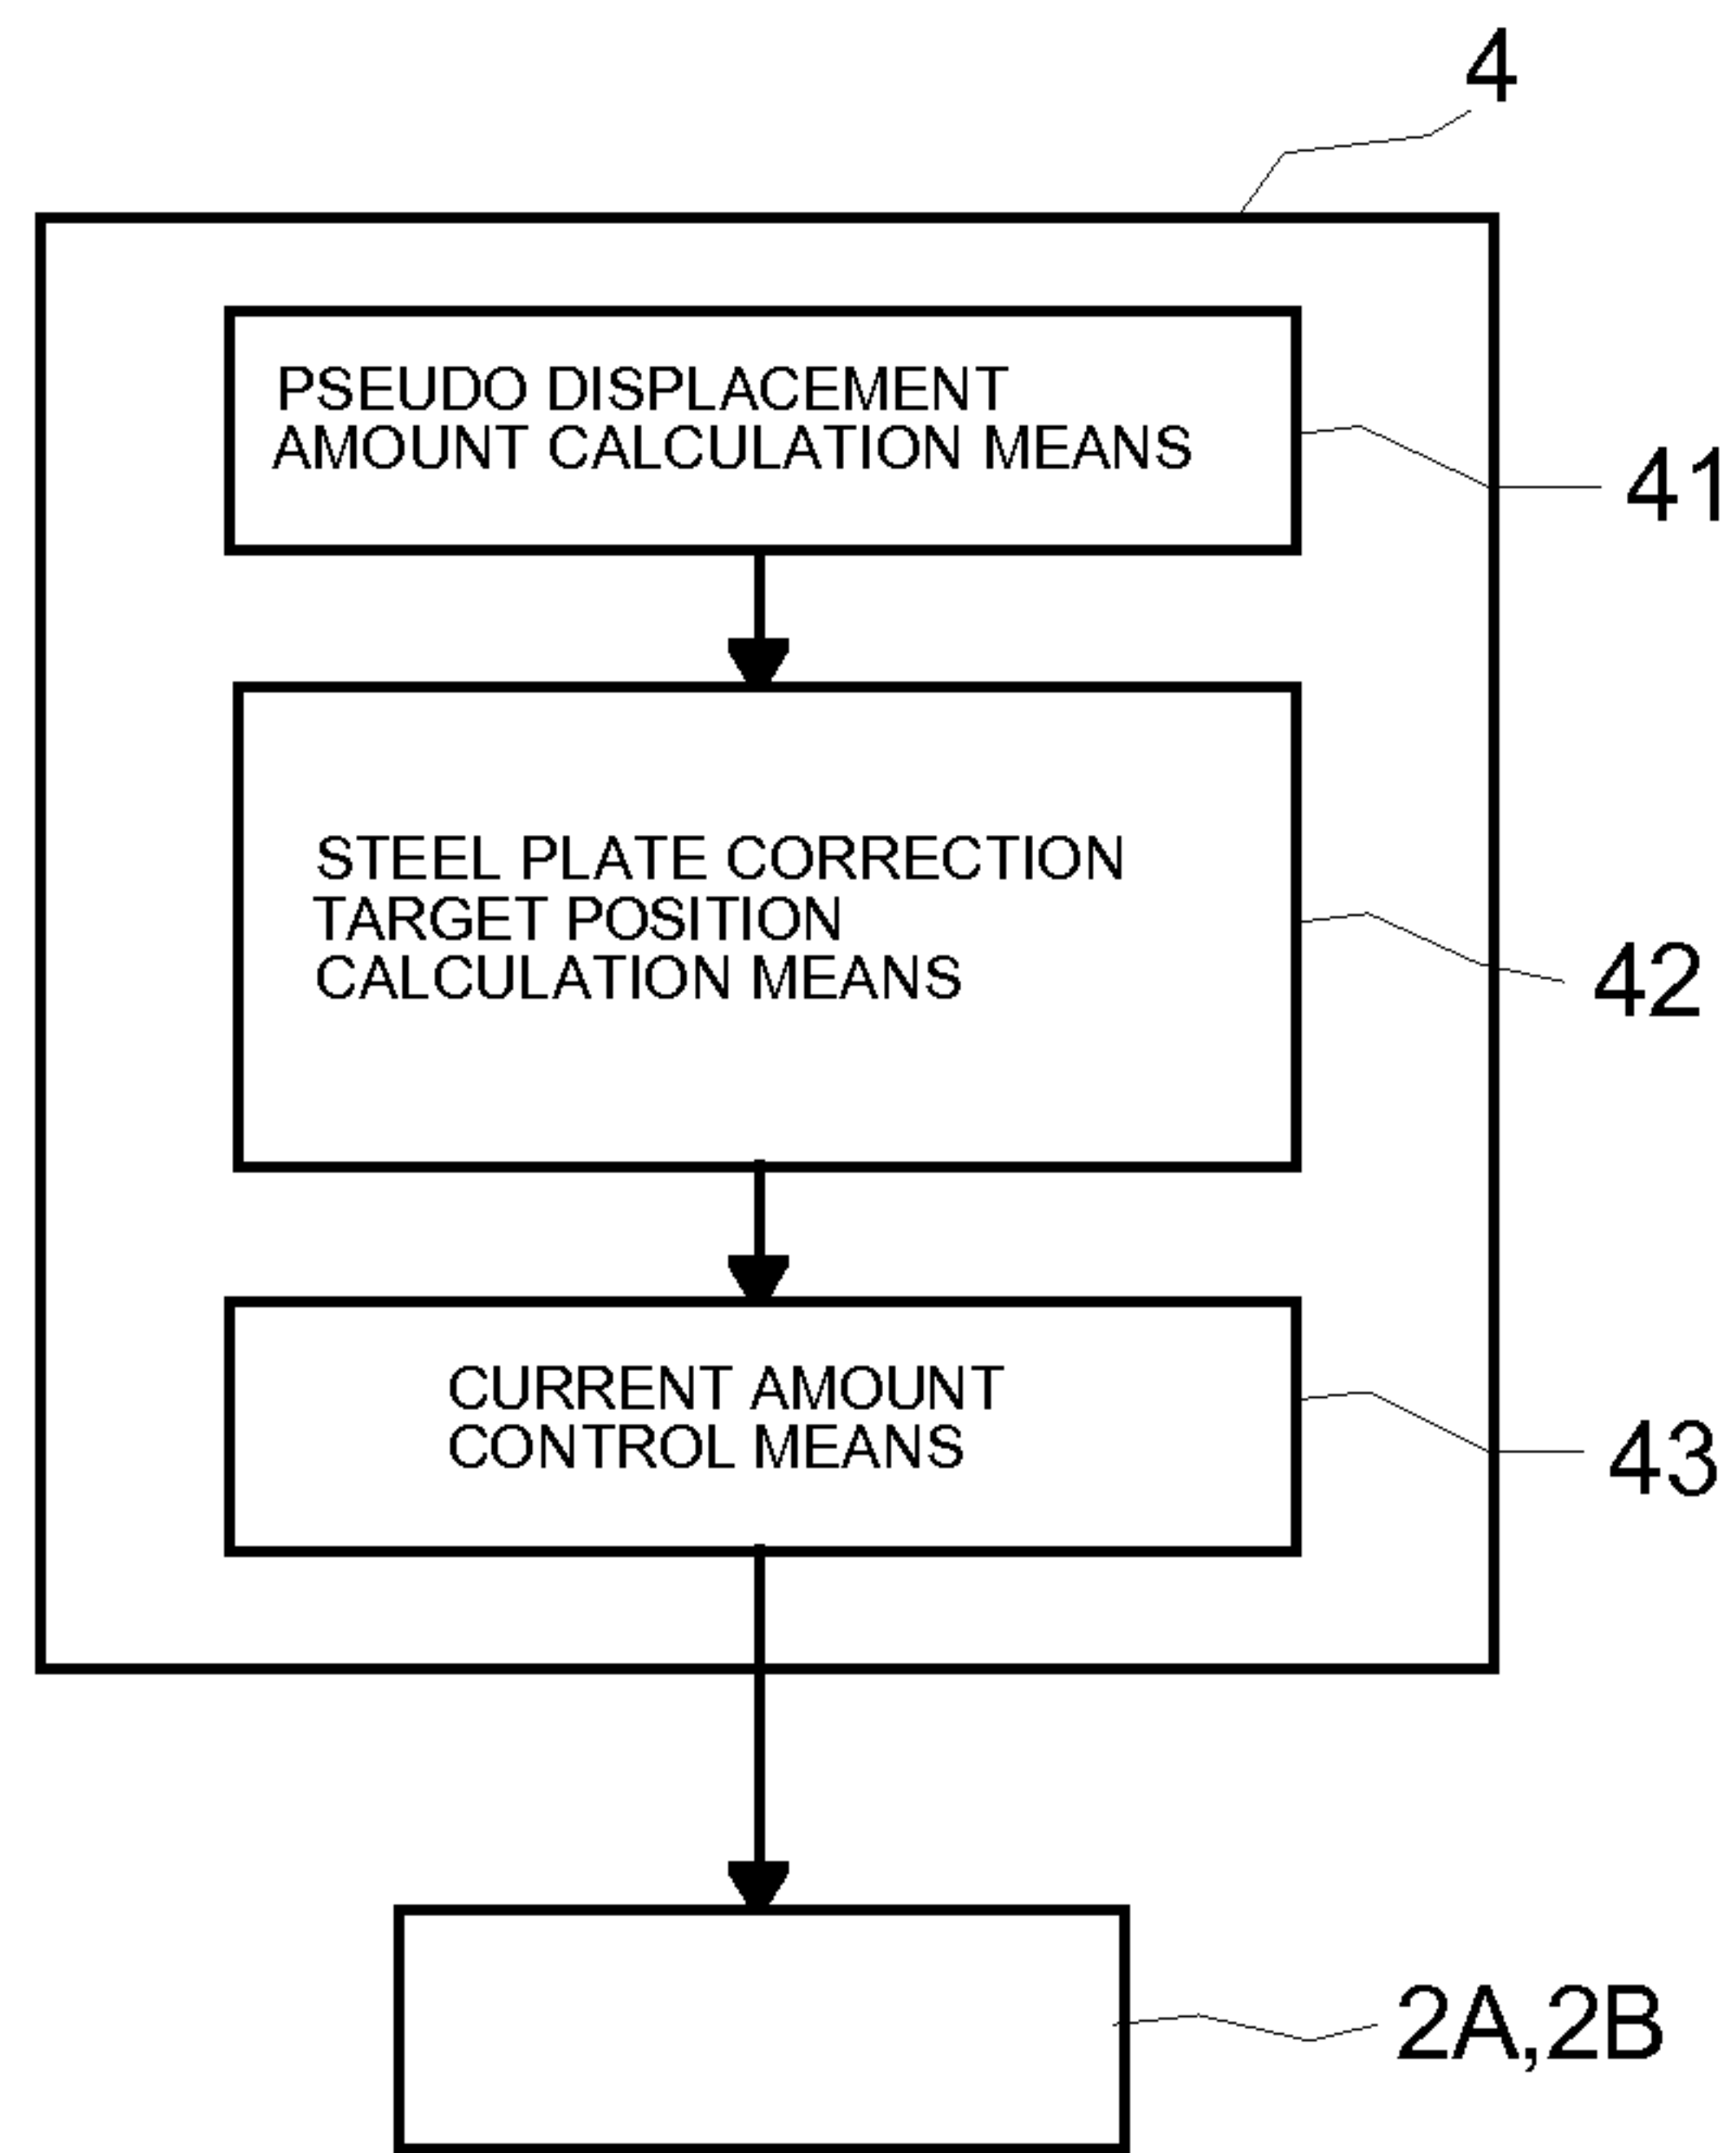 4
PSEUDO DISPLACEMENT
AMOUNT CALCULATION MEANS
41
STEEL PLATE CORRECTION
TARGET POSITION
CALCULATION MEANS
42
CURRENT AMOUNT
CONTROL MEANS
43
2A,2B